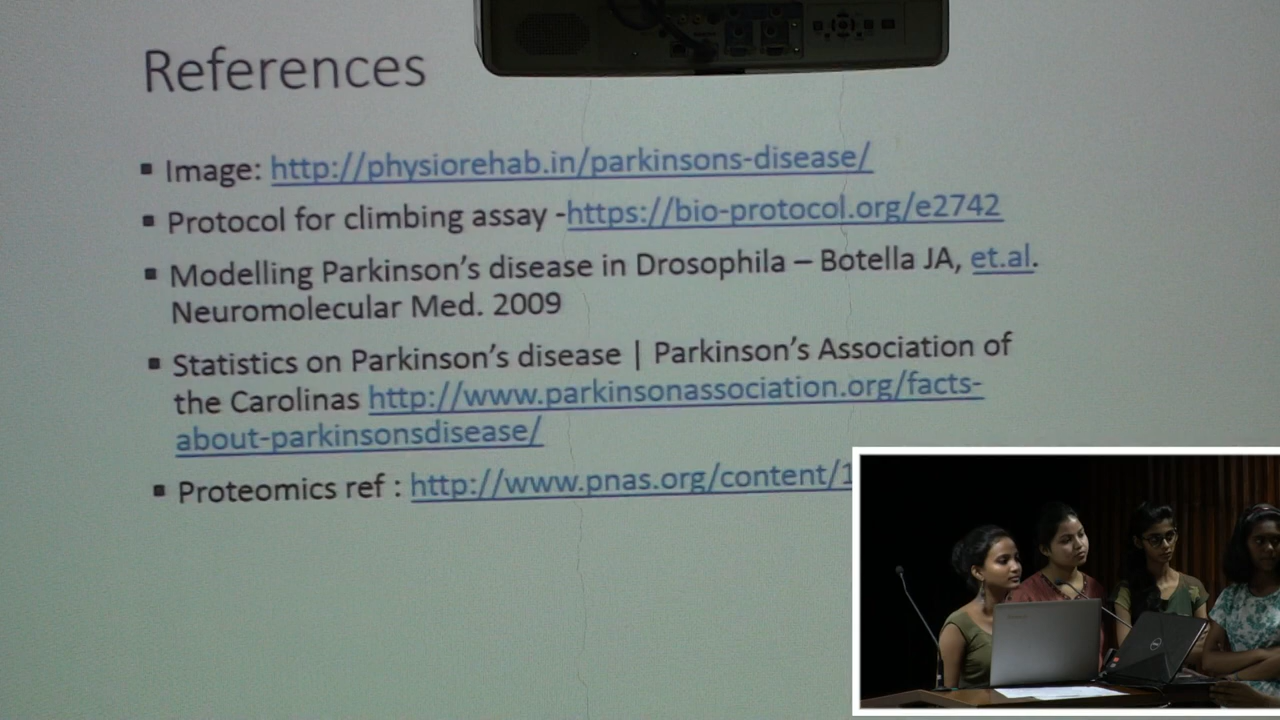 References
Image: http://physiorehab.in/parkinsons-disease/
Protocol for climbing assay -https://bio-protocol.org/e2742
Modelling Parkinson's disease in Drosophila – Botella JA, et.al.
Neuromolecular Med. 2009
Statistics on Parkinson's disease | Parkinson's Association of
the Carolinas http://www.parkinsonassociation.org/facts-
about-parkinsonsdisease/
Proteomics ref : http://www.pnas.org/content/1